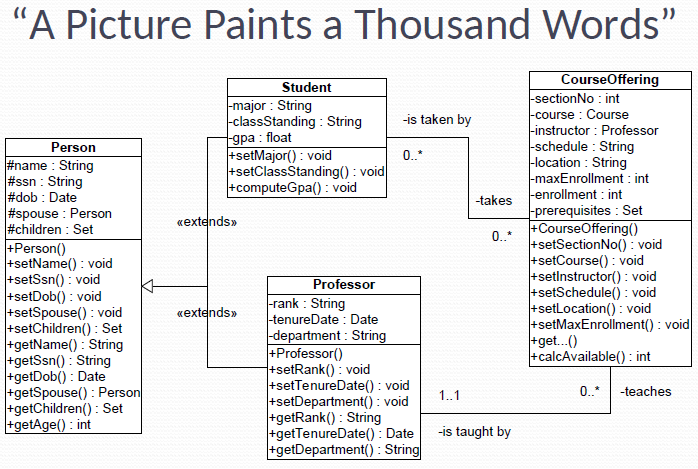 “A Picture Paints a Thousand Words”
Person
#name : String
#ssn : String
#dob : Date
#spouse : Person
#children : Set
+Person()
+setName() : void
+setSsn() : void
+setDob() : void
+setSpouse() : void
+setChildren() : Set
+getName() : String
+getSsn() : String
+getDob() : Date
+getSpouse() : Person
+getChildren() : Set
+getAge() : int
Student
-major : String
-classStanding : String
-gpa : float
+setMajor() : void
+setClassStanding() : void
+computeGpa() : void
«extends»
«extends»
Professor
-rank : String
-tenureDate : Date
-department : String
+Professor()
+setRank() : void
+setTenureDate() : void
+setDepartment() : void
+getRank() : String
+getTenureDate() : Date
+getDepartment() : String
-is taken by
0..*
-takes
0..*
CourseOffering
-sectionNo : int
-course : Course
-instructor : Professor
-schedule : String
-location : String
-maxEnrollment : int
-enrollment : int
-prerequisites : Set
+CourseOffering()
+setSectionNo() : void
+setCourse() : void
+setInstructor() : void
+setSchedule() : void
+setLocation() : void
+setMaxEnrollment() : void
+get...()
+calcAvailable() : int
1..1
0..*
-teaches
-is taught by